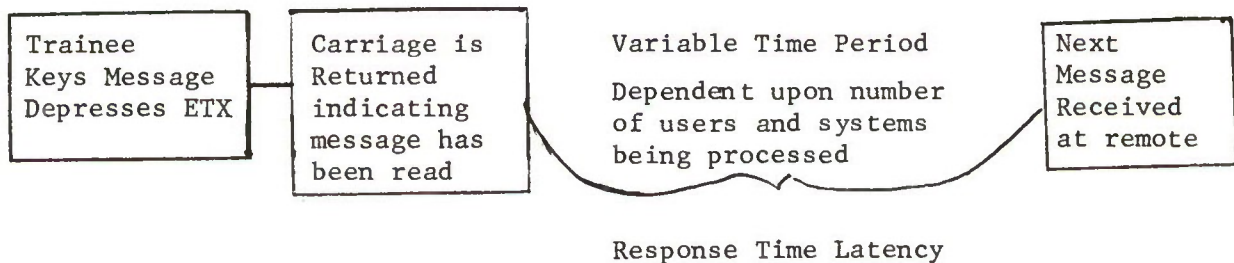 Trainee
Keys Message
Depresses ETX
Carriage is
Returned
indicating
message has
been read
Variable Time Period
Dependent upon number
of users and systems
being processed
Next
Message
Received
at remote
Response Time Latency